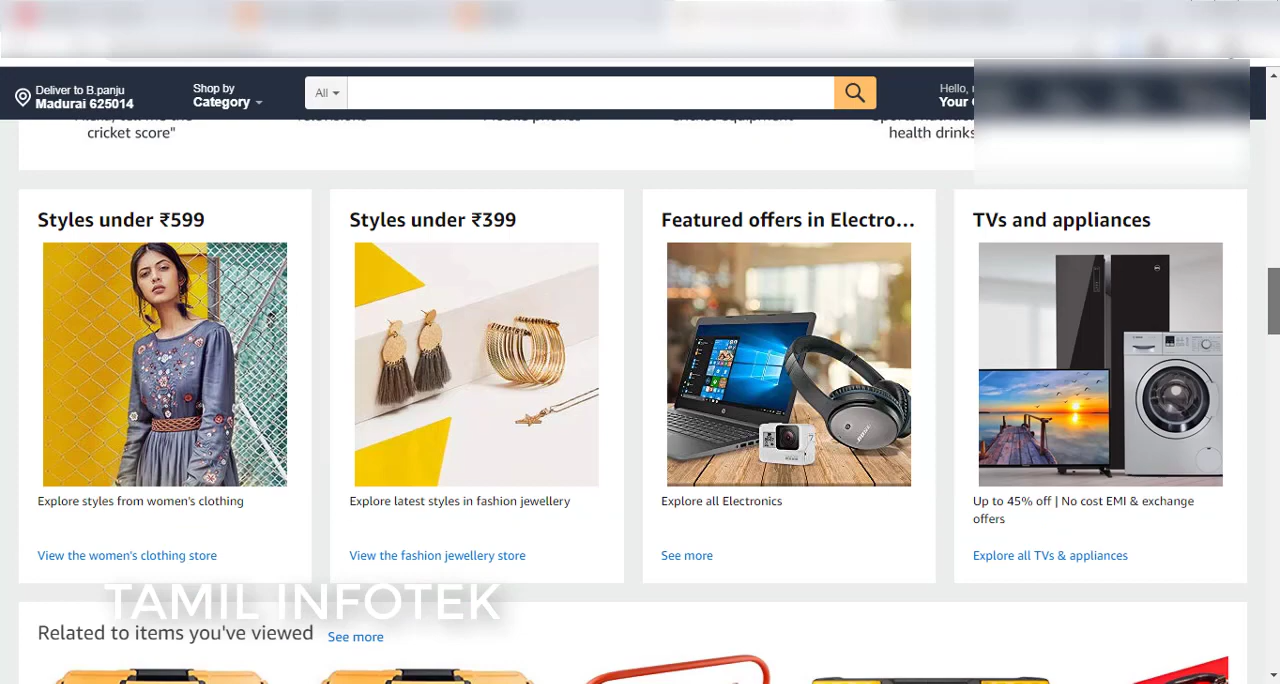 Deliver to B.panju
Madurai 625014
Shop by
Category
All
Hello,
Your
cricket score"
health drinks
Styles under ₹599
Styles under ₹399
Featured offers in Electro...
TVs and appliances
Explore styles from women's clothing
Explore latest styles in fashion jewellery
Explore all Electronics
Up to 45% off | No cost EMI & exchange
offers
View the women's clothing store
View the fashion jewellery store
See more
Explore all TVs & appliances
TAMIL INFOTEK
Related to items you've viewed
See more